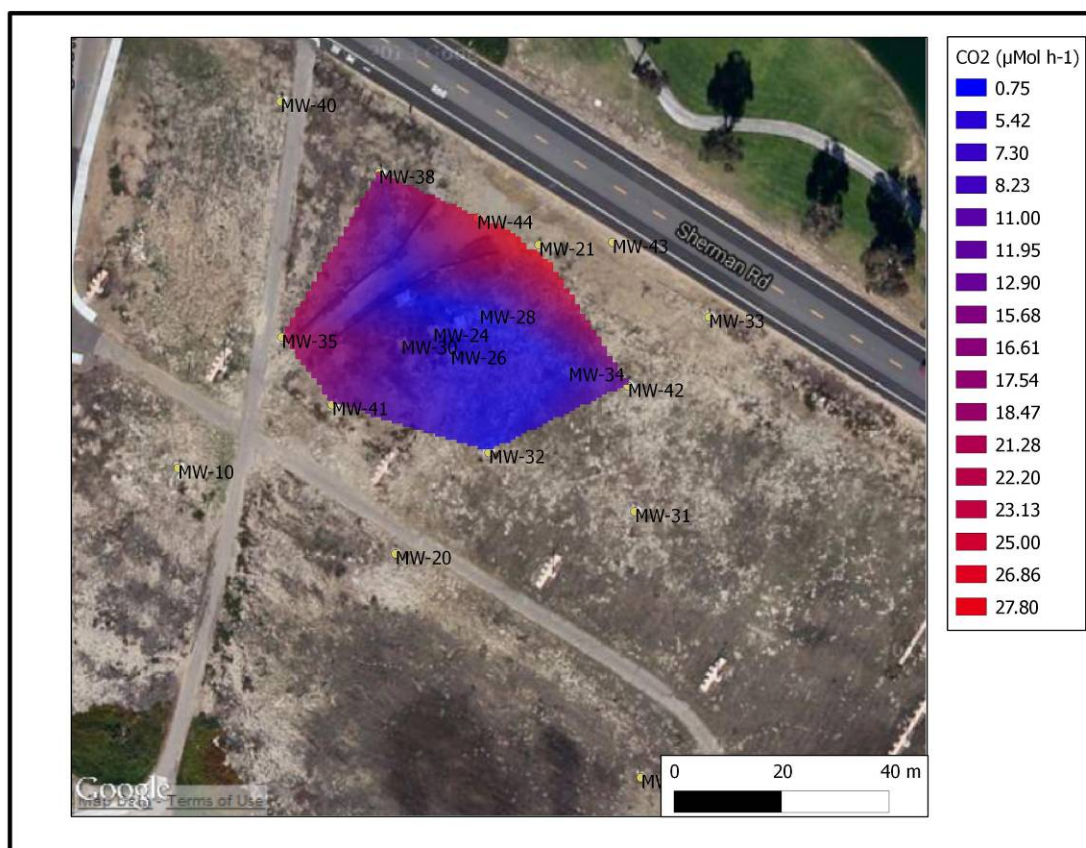 CO2 (µMol h-1)
0.75
5.42
7.30
8.23
11.00
11.95
12.90
15.68
16.61
17.54
18.47
21.28
22.20
23.13
25.00
26.86
27.80
MW-40
MW-38
MW-44
MW-21
MW-43
Sherman Rd
MW-28
MW-33
MW-24
MW-35
MW-30
MW-26
MW-34
MW-42
MW-41
MW-32
MW-10
MW-31
MW-20
0 20 40 m
Google
Terms of Use